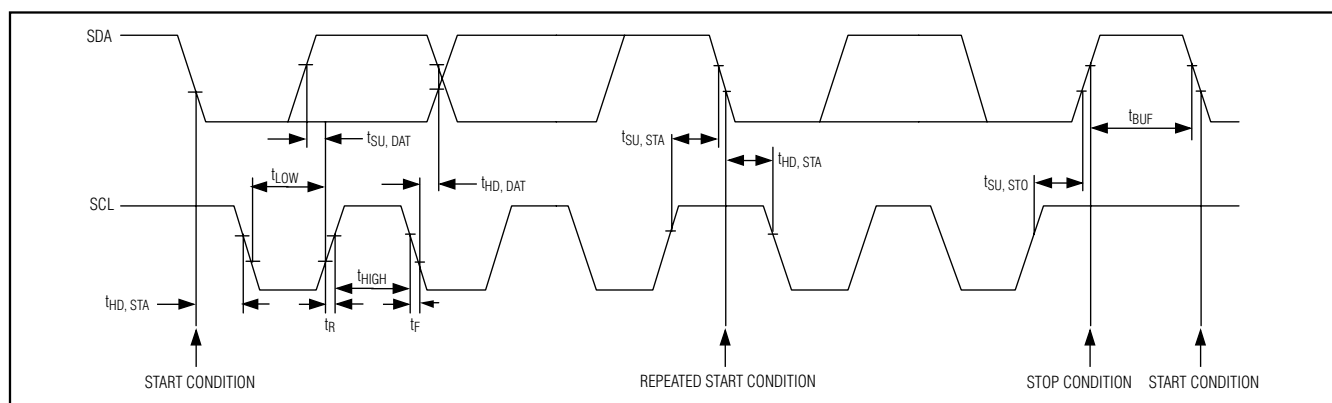 SDA
tSU, DAT
tSU, STA
tHD, STA
tBUF
tLOW
tHD, DAT
tSU, STO
SCL
tHIGH
tHD, STA
tR
tF
START CONDITION
REPEATED START CONDITION
STOP CONDITION
START CONDITION